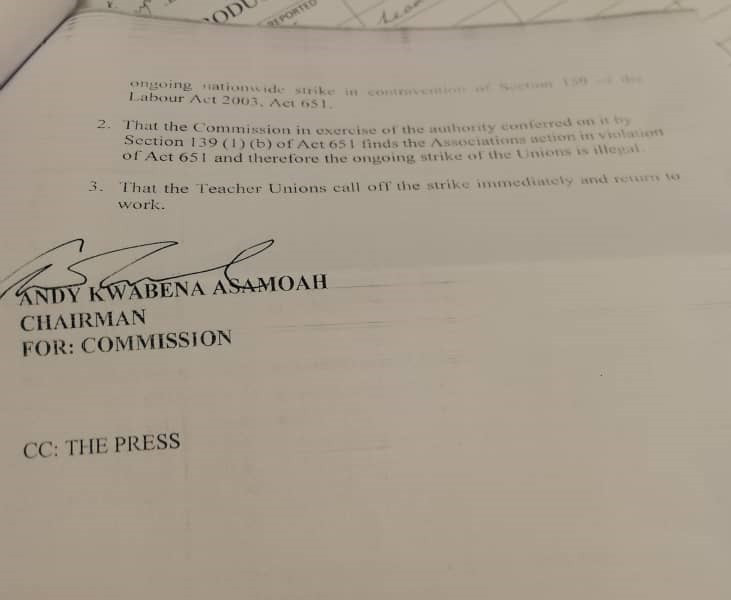 ODU
REPORTED
ongoing nationwide strike in contravention of Section 159 of the
Labour Act 2003, Act 651.
2. That the Commission in exercise of the authority conferred on it by
Section 139 (1) (b) of Act 651 finds the Associations action in violation
of Act 651 and therefore the ongoing strike of the Unions is illegal.
3. That the Teacher Unions call off the strike immediately and return to
work.
ANDY KWABENA ASAMOAH
CHAIRMAN
FOR: COMMISSION
CC: THE PRESS